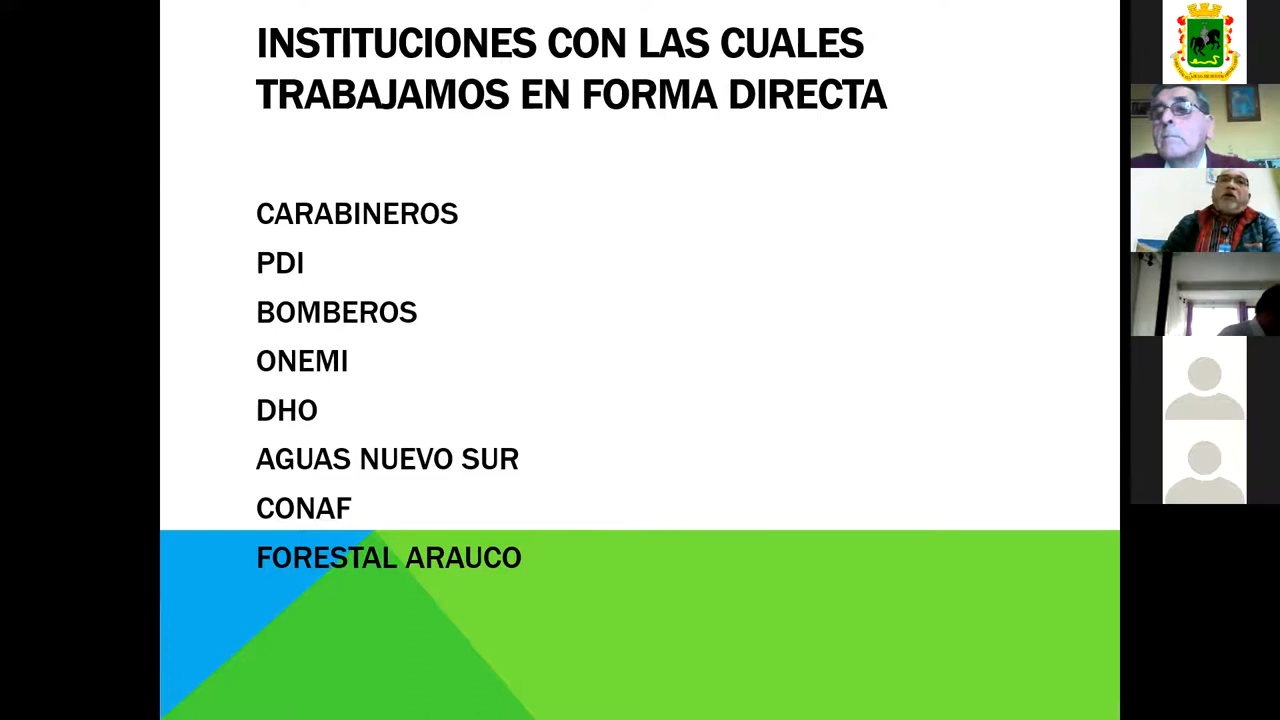 INSTITUCIONES CON LAS CUALES
TRABAJAMOS EN FORMA DIRECTA
CARABINEROS
PDI
BOMBEROS
ONEMI
DHO
AGUAS NUEVO SUR
CONAF
FORESTAL ARAUCO